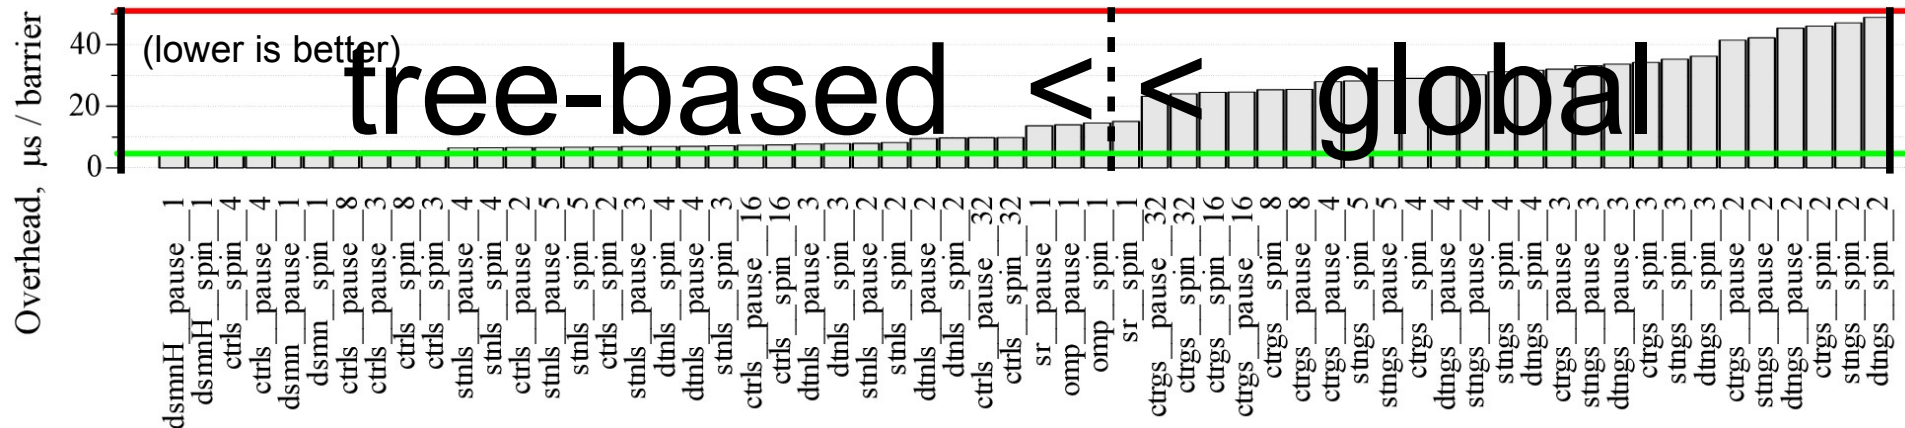 Overhead, µs / barrier
40
20
0
(lower is better)
tree-based < < global
dsmnH_pause_1
dsmnH_spin_1
ctrls_spin_4
ctrls_pause_4
dsmn_pause_1
dsmn_spin_1
ctrls_pause_8
ctrls_pause_3
ctrls_spin_8
ctrls_spin_3
stnls_pause_4
stnls_spin_4
ctrls_pause_2
stnls_pause_5
stnls_spin_5
ctrls_spin_2
stnls_pause_3
dtnls_spin_4
dtnls_pause_4
stnls_spin_3
ctrls_pause_16
ctrls_spin_16
dtnls_pause_3
dtnls_spin_3
stnls_pause_2
stnls_spin_2
dtnls_pause_2
dtnls_spin_2
ctrls_pause_32
ctrls_spin_32
sr_pause_1
omp_pause_1
omp_spin_1
sr_spin_1
ctrgs_pause_32
ctrgs_spin_32
ctrgs_spin_16
ctrgs_pause_16
ctrgs_spin_8
ctrgs_pause_8
ctrgs_pause_4
stngs_spin_5
stngs_pause_5
ctrgs_spin_4
dtngs_pause_4
stngs_pause_4
stngs_spin_4
dtngs_spin_4
ctrgs_pause_3
stngs_pause_3
dtngs_pause_3
ctrgs_spin_3
stngs_spin_3
dtngs_spin_3
ctrgs_pause_2
stngs_pause_2
dtngs_pause_2
ctrgs_spin_2
stngs_spin_2
dtngs_spin_2